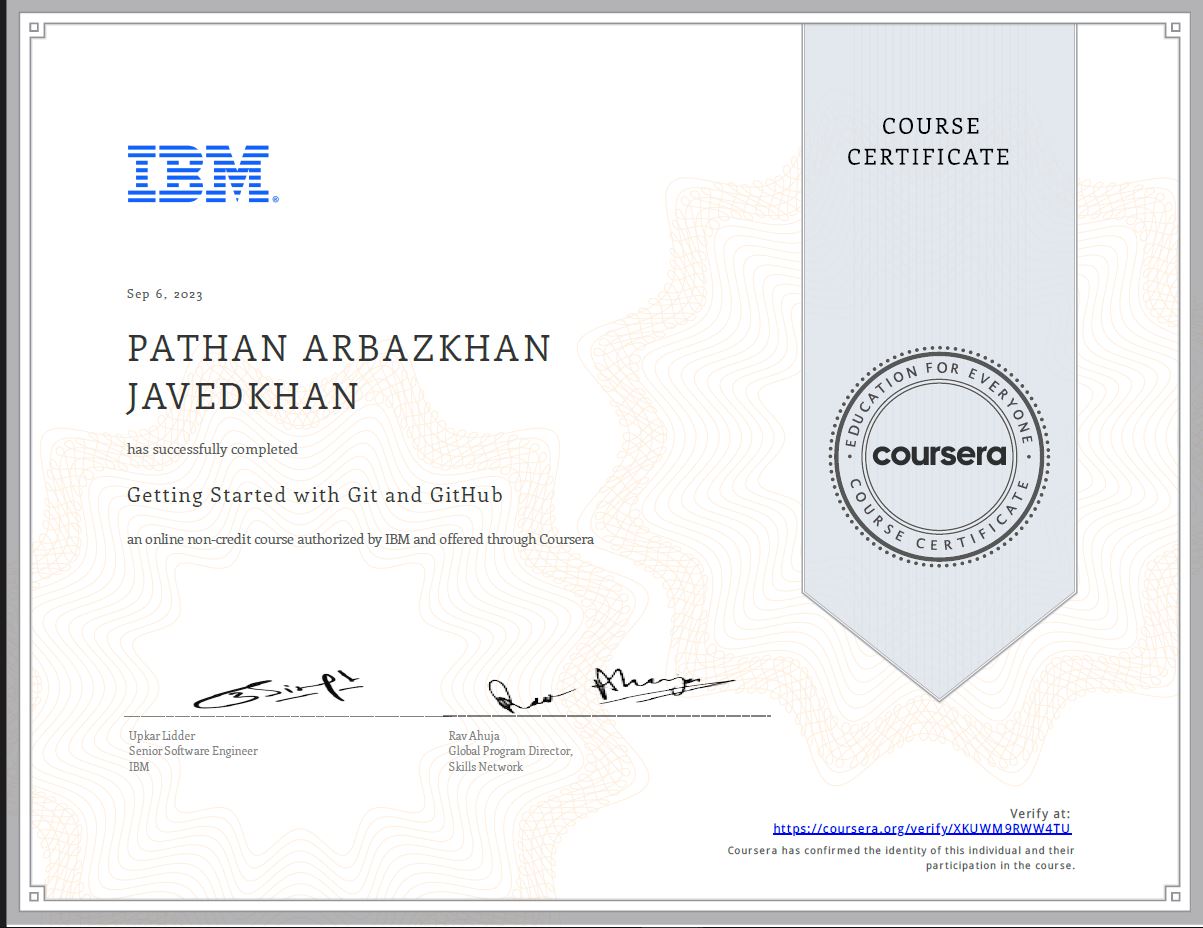 COURSE
CERTIFICATE
IBM®
Sep 6, 2023
PATHAN ARBAZKHAN
JAVEDKHAN
has successfully completed
Getting Started with Git and GitHub
an online non-credit course authorized by IBM and offered through Coursera
EDUCATION FOR EVERYONE
coursera
COURSE CERTIFICATE
Upkar Lidder
Senior Software Engineer
IBM
Rav Ahuja
Global Program Director,
Skills Network
Verify at:
https://coursera.org/verify/XKUWM9RWW4TU
Coursera has confirmed the identity of this individual and their
participation in the course.